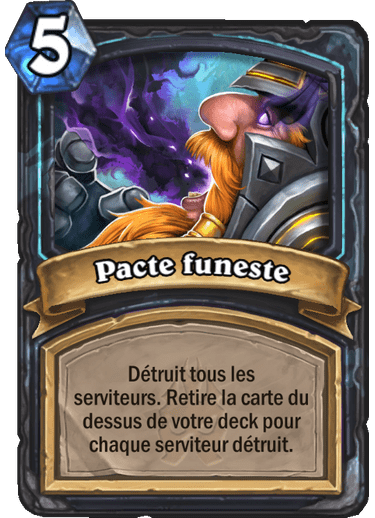 5
Pacte funeste
Détruit tous les
serviteurs. Retire la carte du
dessus de votre deck pour
chaque serviteur détruit.